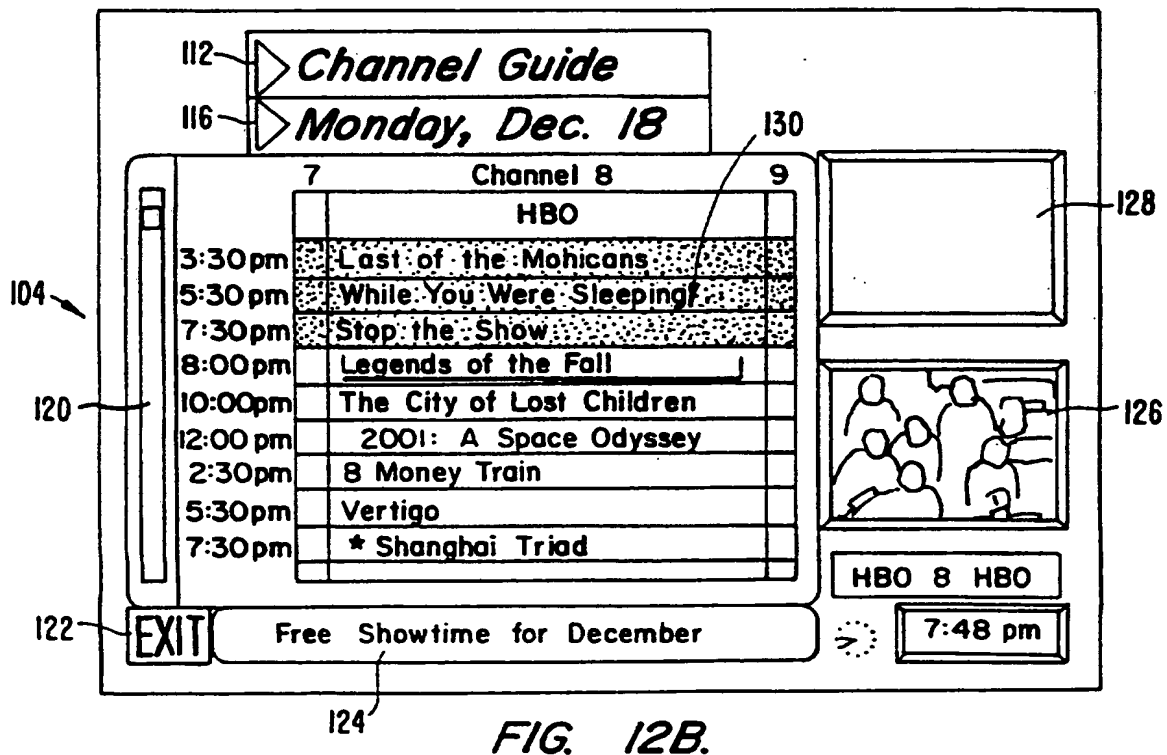 112
Channel Guide
116
Monday, Dec. 18
130
7 Channel 8 9
HBO
128
3:30pm Last of the Mohicans
104
5:30pm While You Were Sleeping
7:30pm Stop the Show
8:00pm Legends of the Fall
120
10:00pm The City of Lost Children
126
12:00 pm 2001: A Space Odyssey
2:30pm 8 Money Train
5:30pm Vertigo
7:30pm * Shanghai Triad
HBO 8 HBO
122
EXIT
Free Showtime for December
7:48 pm
124
FIG. 12B.